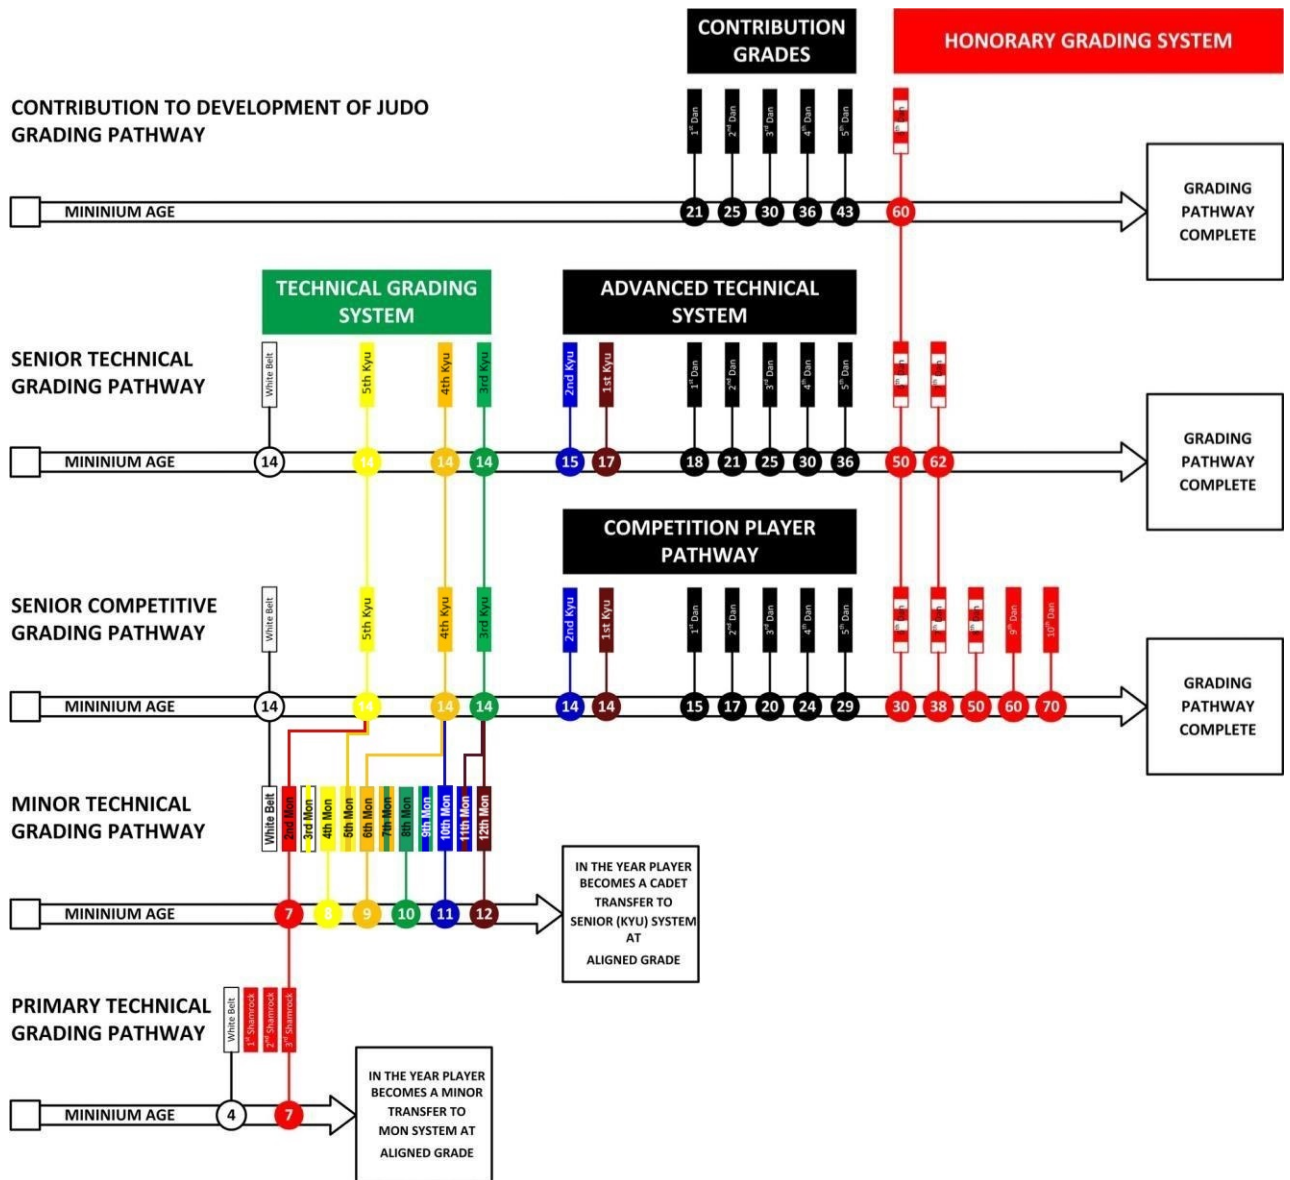 CONTRIBUTION
GRADES
HONORARY GRADING SYSTEM
CONTRIBUTION TO DEVELOPMENT OF JUDO
GRADING PATHWAY
1st Dan
2nd Dan
3rd Dan
4th Dan
5th Dan
Dan
MININIUM AGE
21
25
30
36
43
60
GRADING
PATHWAY
COMPLETE
TECHNICAL GRADING
SYSTEM
ADVANCED TECHNICAL
SYSTEM
SENIOR TECHNICAL
GRADING PATHWAY
White Belt
5th Kyu
4th Kyu
3rd Kyu
2nd Kyu
1st Kyu
1st Dan
2nd Dan
3rd Dan
4th Dan
5th Dan
Dan
Dan
MININIUM AGE
14
14
14
14
15
17
18
21
25
30
36
50
62
GRADING
PATHWAY
COMPLETE
COMPETITION PLAYER
PATHWAY
SENIOR COMPETITIVE
GRADING PATHWAY
White Belt
5th Kyu
4th Kyu
3rd Kyu
2nd Kyu
1st Kyu
1st Dan
2nd Dan
3rd Dan
4th Dan
5th Dan
Dan
Dan
Dan
9th Dan
10th Dan
MININIUM AGE
14
14
14
14
14
14
15
17
20
24
29
30
38
50
60
70
GRADING
PATHWAY
COMPLETE
MINOR TECHNICAL
GRADING PATHWAY
White Belt
2nd Mon
3rd Mon
4th Mon
5th Mon
6th Mon
7th Mon
8th Mon
9th Mon
10th Mon
11th Mon
12th Mon
MININIUM AGE
7
8
9
10
11
12
IN THE YEAR PLAYER
BECOMES A CADET
TRANSFER TO
SENIOR (KYU) SYSTEM
AT
ALIGNED GRADE
PRIMARY TECHNICAL
GRADING PATHWAY
White Belt
1st Shamrock
2nd Shamrock
3rd Shamrock
MININIUM AGE
4
7
IN THE YEAR PLAYER
BECOMES A MINOR
TRANSFER TO
MON SYSTEM AT
ALIGNED GRADE